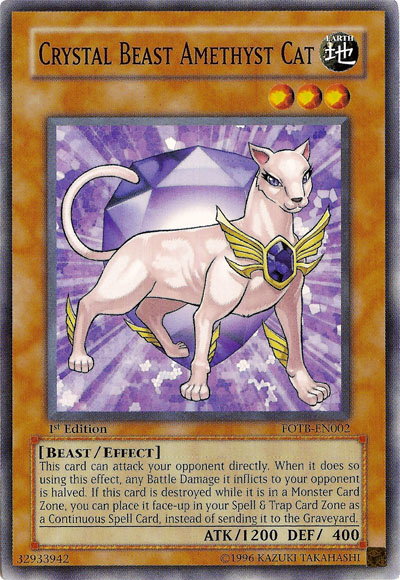 CRYSTAL BEAST AMETHYST CAT
EARTH
地
1st Edition
FOTB-EN002
[BEAST/EFFECT]
This card can attack your opponent directly. When it does so
using this effect, any Battle Damage it inflicts to your opponent
is halved. If this card is destroyed while it is in a Monster Card
Zone, you can place it face-up in your Spell & Trap Card Zone as
a Continuous Spell Card, instead of sending it to the Graveyard.
ATK/1200 DEF/ 400
32933942
©1996 KAZUKI TAKAHASHI